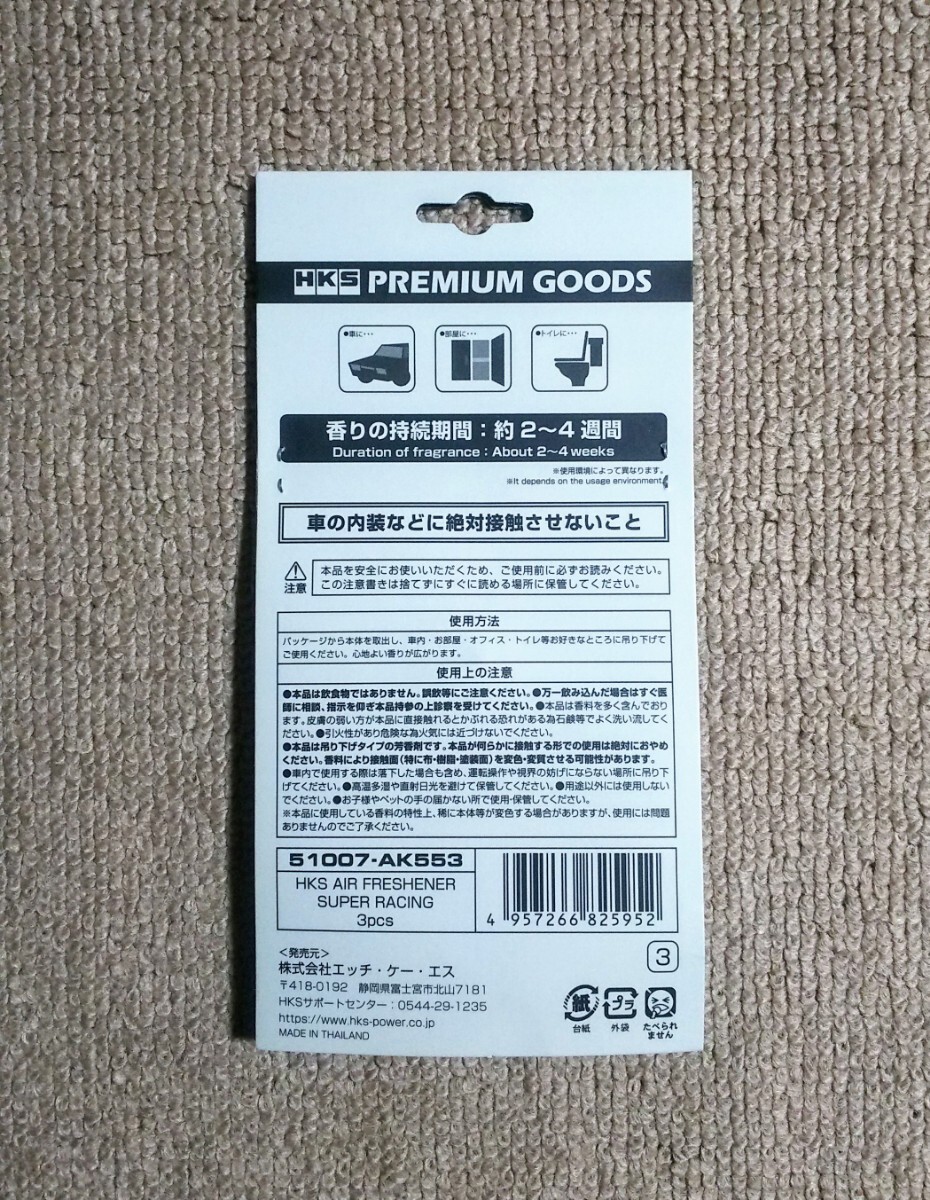 HKS PREMIUM GOODS
●車に･･･
●部屋に･･･
●トイレに･･･
香りの持続期間：約2～4週間
Duration of fragrance：About 2～4 weeks
※使用環境によって異なります。
※It depends on the usage environment.
車の内装などに絶対接触させないこと
注意
本品を安全にお使いいただくため、ご使用前に必ずお読みください。
この注意書きは捨てずにすぐに読める場所に保管してください。
使用方法
パッケージから本体を取出し、車内・お部屋・オフィス・トイレ等お好きなところに吊り下げて
ご使用ください。心地よい香りが広がります。
使用上の注意
●本品は飲食物ではありません。誤飲等にご注意ください。●万一飲み込んだ場合はすぐ医
師に相談、指示を仰ぎ本品持参の上診察を受けてください。●本品は香料を多く含んでおり
ます。皮膚の弱い方が本品に直接触れるとかぶれる恐れがある為石鹸等でよく洗い流してく
ださい。●引火性があり危険な為火気には近づけないでください。
●本品は吊り下げタイプの芳香剤です。本品が何らかに接触する形での使用は絶対におやめ
ください。香料により接触面（特に布・樹脂・塗装面）を変色・変質させる可能性があります。
●車内で使用する際は落下した場合も含め、運転操作や視界の妨げにならない場所に吊り下
げてください。●高温多湿や直射日光を避けて保管してください。●用途以外には使用しない
でください。●お子様やペットの手の届かない所で使用・保管してください。
※本品に使用している香料の特性上、稀に本体等が変色する場合がありますが、使用には問題
ありませんのでご了承ください。
51007-AK553
HKS AIR FRESHENER
SUPER RACING
3pcs
4 957266 825952
＜発売元＞
株式会社エッチ・ケー・エス
〒418-0192 静岡県富士宮市北山7181
HKSサポートセンター：0544-29-1235
https://www.hks-power.co.jp
MADE IN THAILAND
3
紙
台紙
プラ
外袋
たべられ
ません